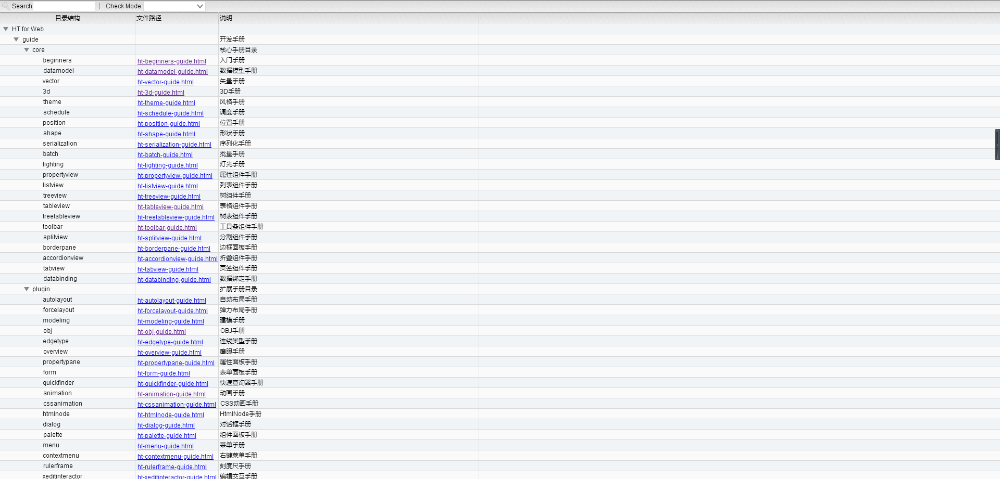 Search | Check Mode:
目录结构 文件路径 说明
HT for Web
guide 开发手册
core 核心手册目录
beginners ht-beginners-guide.html 入门手册
datamodel ht-datamodel-guide.html 数据模型手册
vector ht-vector-guide.html 矢量手册
3d ht-3d-guide.html 3D手册
theme ht-theme-guide.html 风格手册
schedule ht-schedule-guide.html 调度手册
position ht-position-guide.html 位置手册
shape ht-shape-guide.html 形状手册
serialization ht-serialization-guide.html 序列化手册
batch ht-batch-guide.html 批量手册
lighting ht-lighting-guide.html 灯光手册
propertyview ht-propertyview-guide.html 属性组件手册
listview ht-listview-guide.html 列表组件手册
treeview ht-treeview-guide.html 树组件手册
tableview ht-tableview-guide.html 表格组件手册
treetableview ht-treetableview-guide.html 树表组件手册
toolbar ht-toolbar-guide.html 工具条组件手册
splitview ht-splitview-guide.html 分割组件手册
borderpane ht-borderpane-guide.html 边框面板手册
accordionview ht-accordionview-guide.html 折叠组件手册
tabview ht-tabview-guide.html 页签组件手册
databinding ht-databinding-guide.html 数据绑定手册
plugin 扩展手册目录
autolayout ht-autolayout-guide.html 自动布局手册
forcelayout ht-forcelayout-guide.html 弹力布局手册
modeling ht-modeling-guide.html 建模手册
obj ht-obj-guide.html OBJ手册
edgetype ht-edgetype-guide.html 连线类型手册
overview ht-overview-guide.html 鹰眼手册
propertypane ht-propertypane-guide.html 属性面板手册
form ht-form-guide.html 表单面板手册
quickfinder ht-quickfinder-guide.html 快速查询器手册
animation ht-animation-guide.html 动画手册
cssanimation ht-cssanimation-guide.html CSS动画手册
htmlnode ht-htmlnode-guide.html HtmlNode手册
dialog ht-dialog-guide.html 对话框手册
palette ht-palette-guide.html 组件面板手册
menu ht-menu-guide.html 菜单手册
contextmenu ht-contextmenu-guide.html 右键菜单手册
rulerframe ht-rulerframe-guide.html 刻度尺手册
xeditinteractor ht-xeditinteractor-guide.html 编辑交互手册